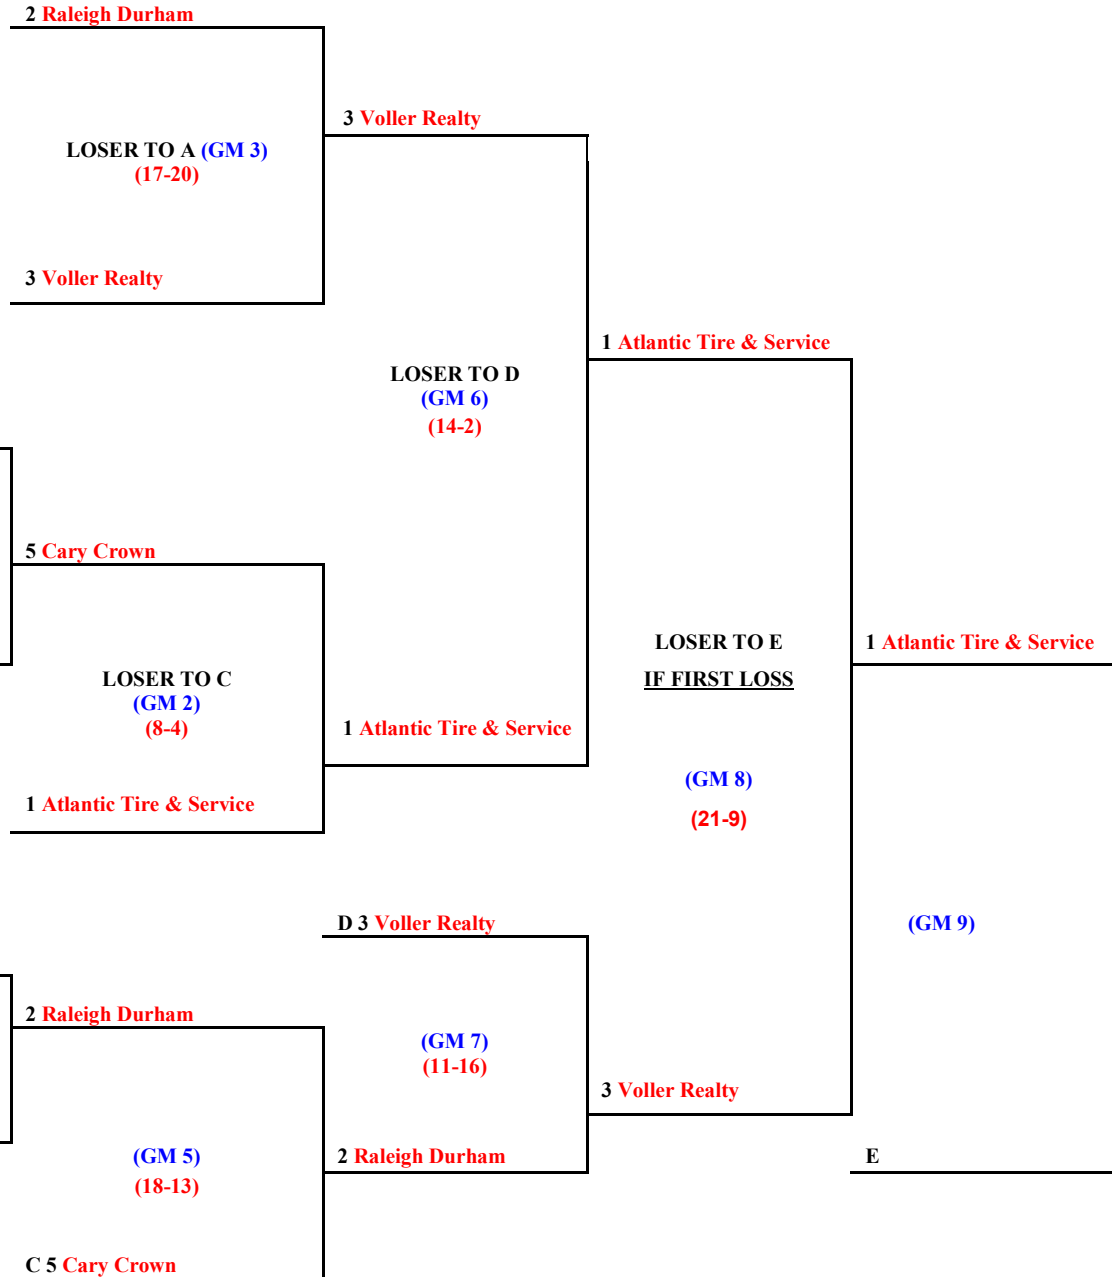 2 Raleigh Durham
3 Voller Realty
LOSER TO A (GM 3)
(17-20)
3 Voller Realty
1 Atlantic Tire & Service
LOSER TO D
(GM 6)
(14-2)
5 Cary Crown
LOSER TO E
1 Atlantic Tire & Service
IF FIRST LOSS
LOSER TO C
(GM 2)
(8-4)
1 Atlantic Tire & Service
(GM 8)
(21-9)
1 Atlantic Tire & Service
D 3 Voller Realty
(GM 9)
2 Raleigh Durham
(GM 7)
(11-16)
3 Voller Realty
(GM 5)
(18-13)
2 Raleigh Durham
E
C 5 Cary Crown